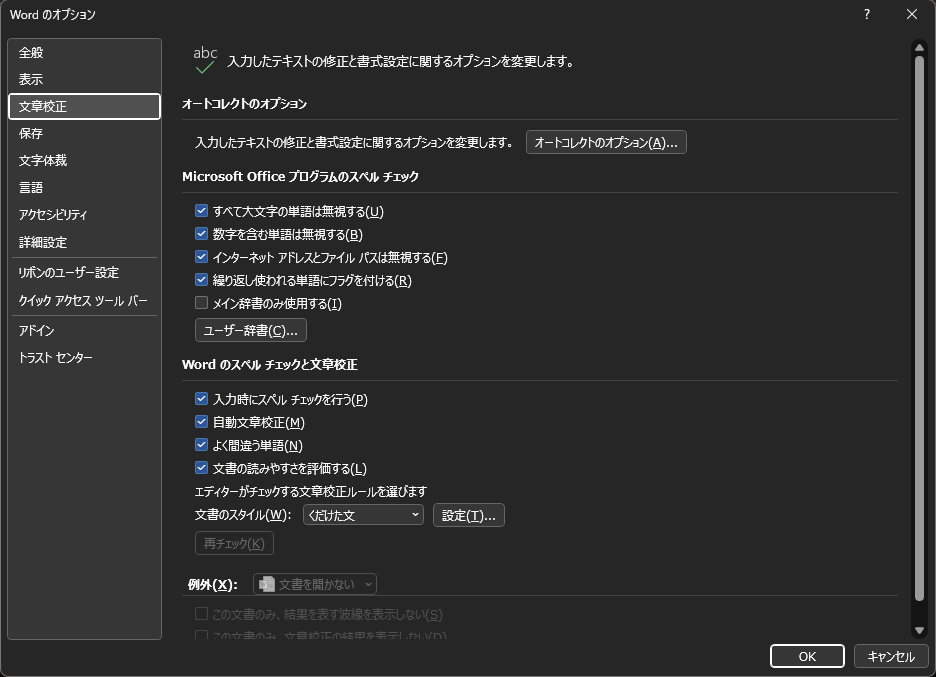 Word のオプション
?
全般
表示
文章校正
保存
文字体裁
言語
アクセシビリティ
詳細設定
リボンのユーザー設定
クイック アクセス ツール バー
アドイン
トラスト センター
abc
入力したテキストの修正と書式設定に関するオプションを変更します。
オートコレクトのオプション
入力したテキストの修正と書式設定に関するオプションを変更します。 オートコレクトのオプション(A)...
Microsoft Office プログラムのスペル チェック
すべて大文字の単語は無視する(U)
数字を含む単語は無視する(B)
インターネット アドレスとファイル パスは無視する(F)
繰り返し使われる単語にフラグを付ける(R)
メイン辞書のみ使用する(I)
ユーザー辞書(C)...
Word のスペル チェックと文章校正
入力時にスペル チェックを行う(P)
自動文章校正(M)
よく間違う単語(N)
文書の読みやすさを評価する(L)
エディターがチェックする文章校正ルールを選びます
文書のスタイル(W): くだけた文 設定(T)...
再チェック(K)
例外(X): 文書を開かない
この文書のみ、結果を表す波線を表示しない(S)
この文書のみ、文章校正の結果を表示しない(D)
OK
キャンセル